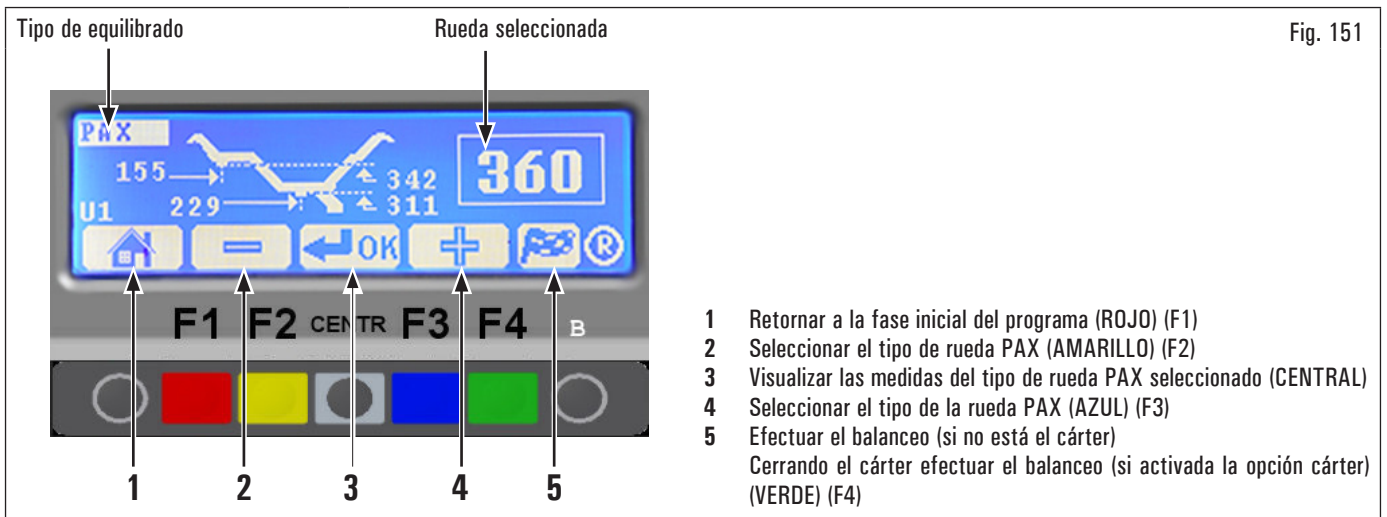 Tipo de equilibrado
Rueda seleccionada
Fig. 151
PAX
155
342
360
U1
229
311
OK
®
F1 F2 CENTR F3 F4 B
1 2 3 4 5
1 Retornar a la fase inicial del programa (ROJO) (F1)
2 Seleccionar el tipo de rueda PAX (AMARILLO) (F2)
3 Visualizar las medidas del tipo de rueda PAX seleccionado (CENTRAL)
4 Seleccionar el tipo de la rueda PAX (AZUL) (F3)
5 Efectuar el balanceo (si no está el cárter)
Cerrando el cárter efectuar el balanceo (si activada la opción cárter)
(VERDE) (F4)